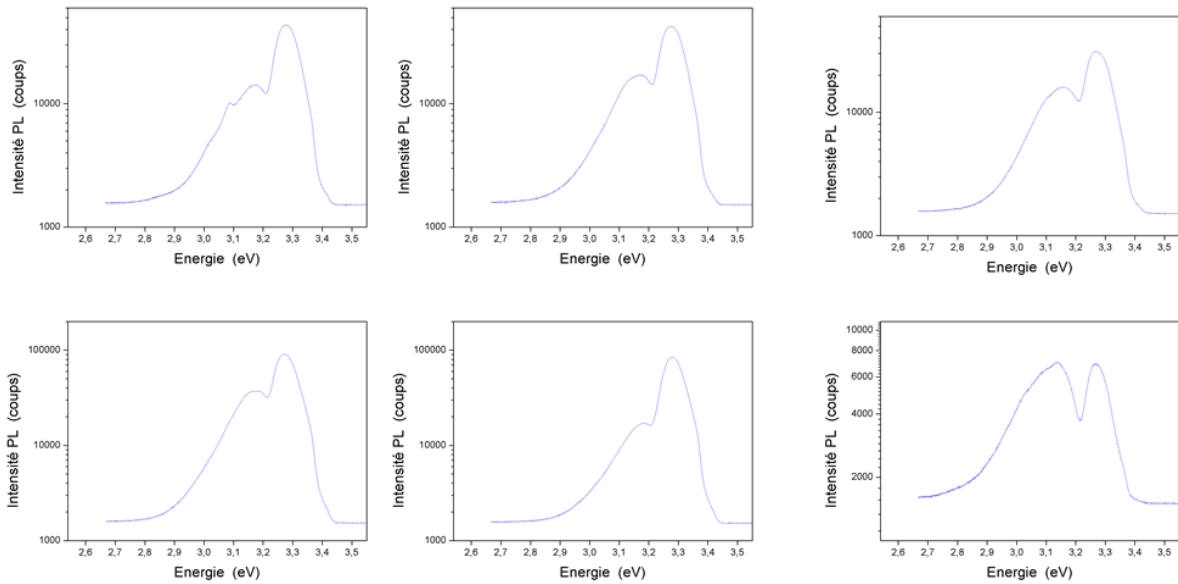 Intensité PL (coups)
10000
1000
2,6 2,7 2,8 2,9 3,0 3,1 3,2 3,3 3,4 3,5
Energie (eV)
Intensité PL (coups)
10000
1000
2,6 2,7 2,8 2,9 3,0 3,1 3,2 3,3 3,4 3,5
Energie (eV)
Intensité PL (coups)
10000
1000
2,6 2,7 2,8 2,9 3,0 3,1 3,2 3,3 3,4 3,5
Energie (eV)
Intensité PL (coups)
100000
10000
1000
2,6 2,7 2,8 2,9 3,0 3,1 3,2 3,3 3,4 3,5
Energie (eV)
Intensité PL (coups)
100000
10000
1000
2,6 2,7 2,8 2,9 3,0 3,1 3,2 3,3 3,4 3,5
Energie (eV)
Intensité PL (coups)
10000
8000
6000
4000
2000
2,6 2,7 2,8 2,9 3,0 3,1 3,2 3,3 3,4 3,5
Energie (eV)